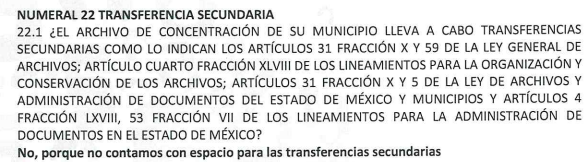 NUMERAL 22 TRANSFERENCIA SECUNDARIA
22.1 ¿EL ARCHIVO DE CONCENTRACIÓN DE SU MUNICIPIO LLEVA A CABO TRANSFERENCIAS
SECUNDARIAS COMO LO INDICAN LOS ARTÍCULOS 31 FRACCIÓN X Y 59 DE LA LEY GENERAL DE
ARCHIVOS; ARTÍCULO CUARTO FRACCIÓN XLVIII DE LOS LINEAMIENTOS PARA LA ORGANIZACIÓN Y
CONSERVACIÓN DE LOS ARCHIVOS; ARTÍCULOS 31 FRACCIÓN X Y 5 DE LA LEY DE ARCHIVOS Y
ADMINISTRACIÓN DE DOCUMENTOS DEL ESTADO DE MÉXICO Y MUNICIPIOS Y ARTÍCULOS 4
FRACCIÓN LXVIII, 53 FRACCIÓN VII DE LOS LINEAMIENTOS PARA LA ADMINISTRACIÓN DE
DOCUMENTOS EN EL ESTADO DE MÉXICO?
No, porque no contamos con espacio para las transferencias secundarias